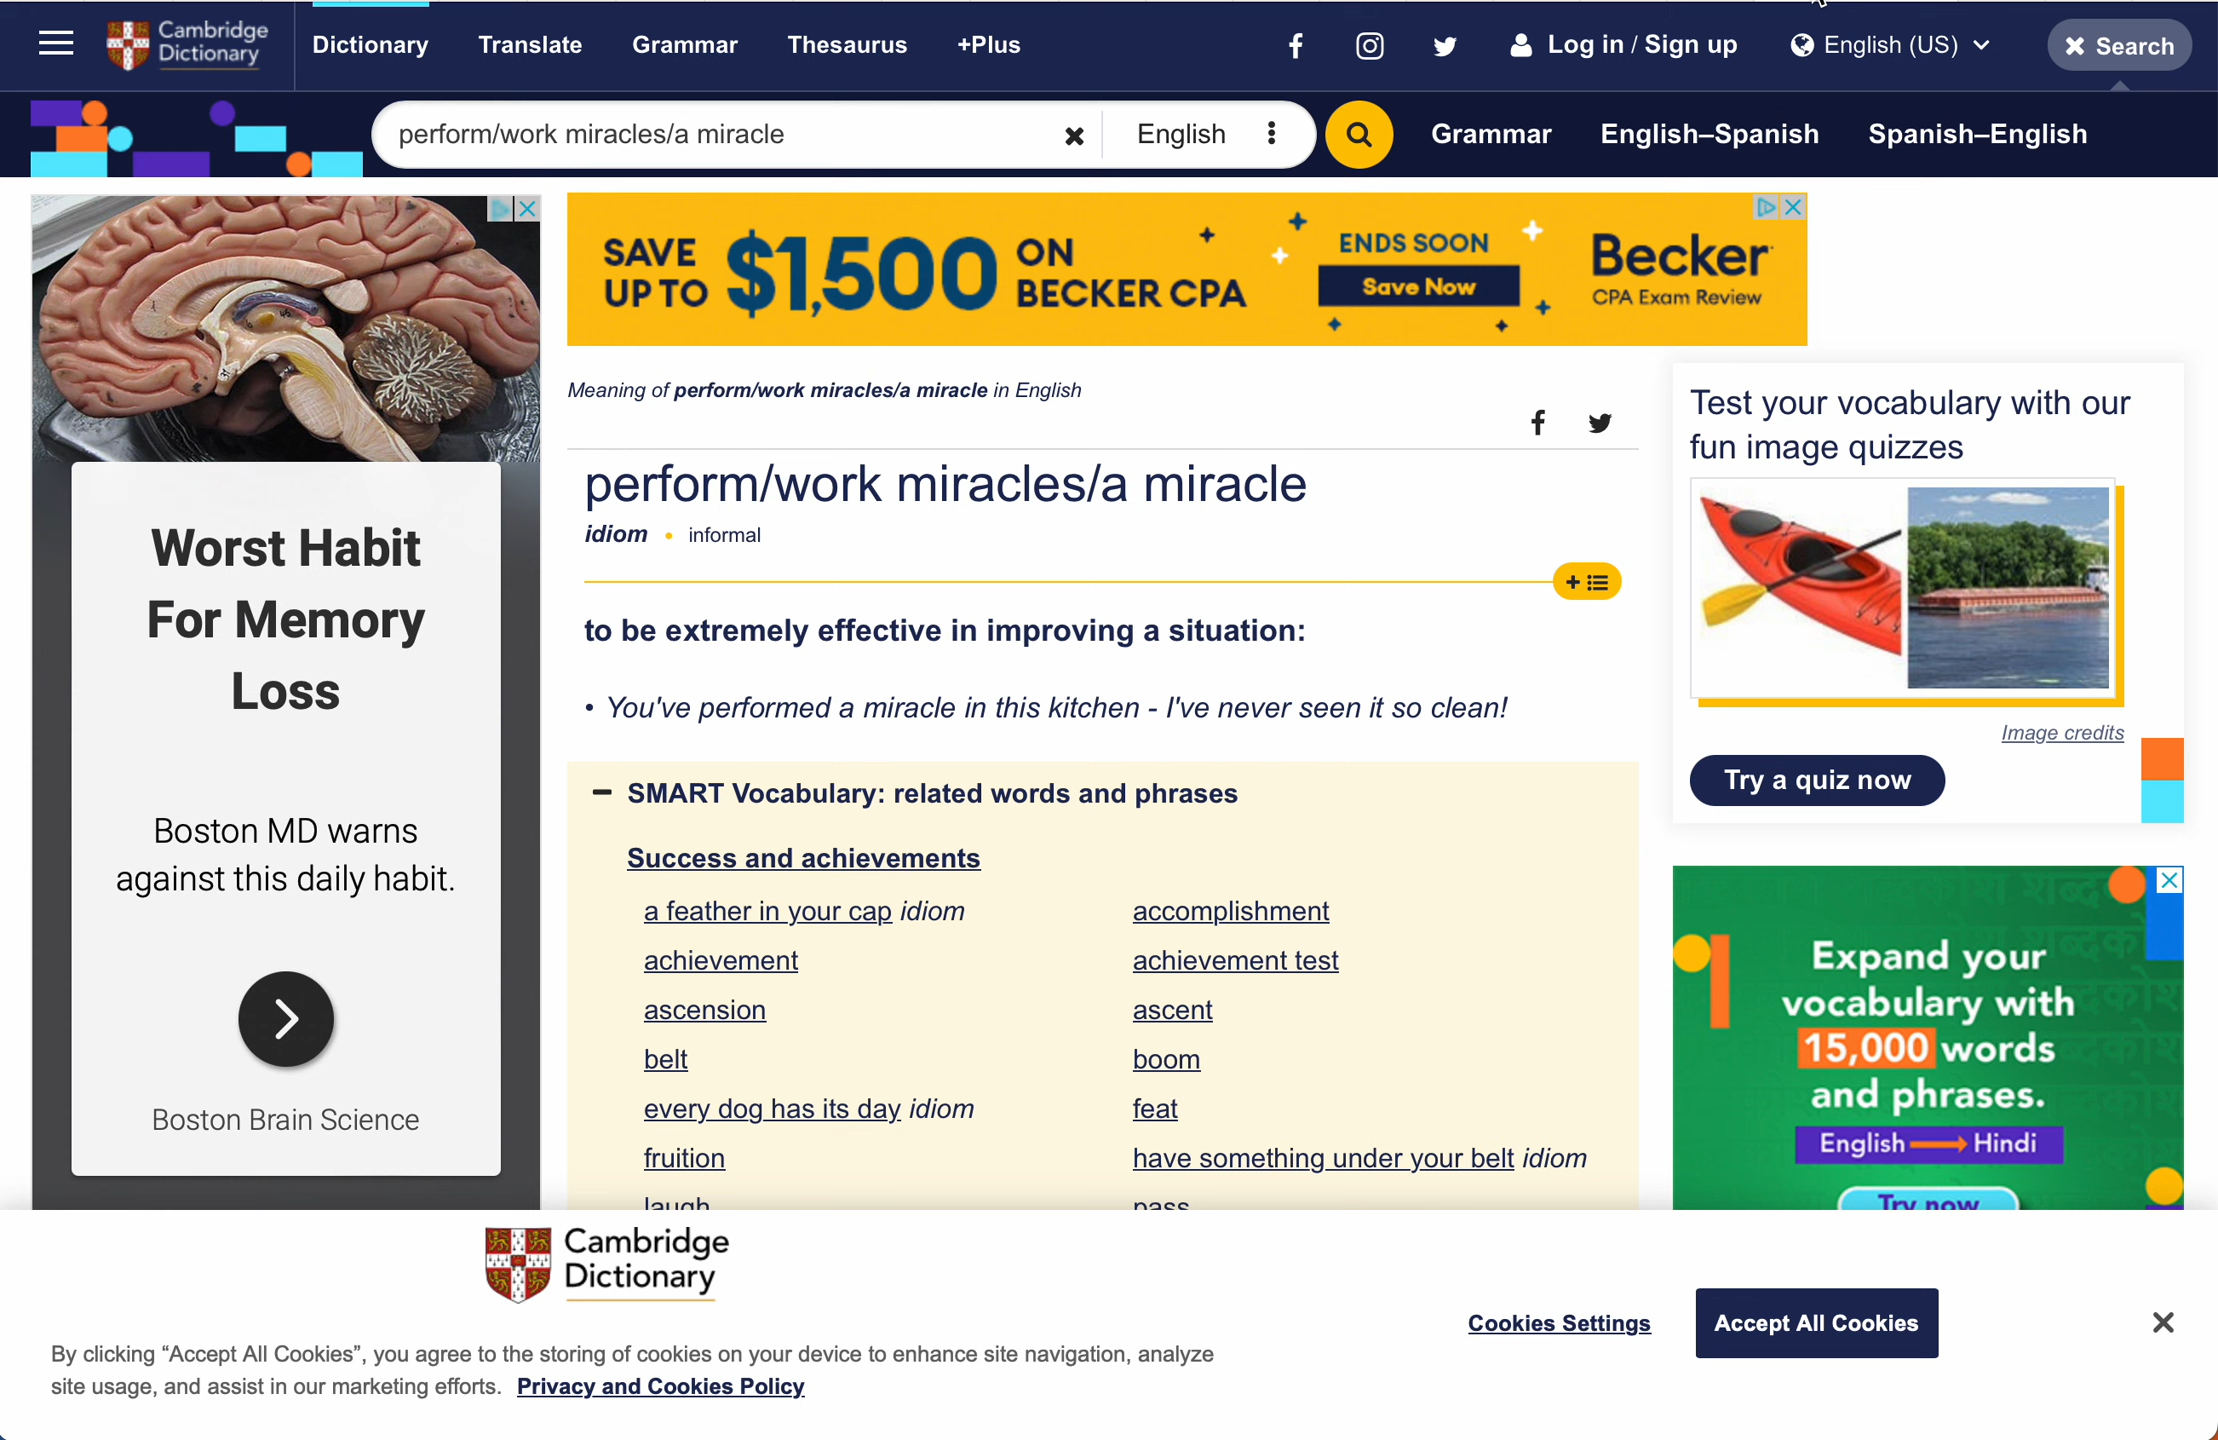 Cambridge
Dictionary
Dictionary
Translate
Grammar
Thesaurus
+Plus
Log in / Sign up
English (US)
Search
perform/work miracles/a miracle
English
Grammar
English–Spanish
Spanish–English
Worst Habit
For Memory
Loss
Boston MD warns
against this daily habit.
Boston Brain Science
SAVE
UP TO
$1,500
ON
BECKER CPA
ENDS SOON
Save Now
Becker
CPA Exam Review
Meaning of perform/work miracles/a miracle in English
perform/work miracles/a miracle
idiom • informal
to be extremely effective in improving a situation:
• You've performed a miracle in this kitchen - I've never seen it so clean!
SMART Vocabulary: related words and phrases
Success and achievements
a feather in your cap idiom
accomplishment
achievement
achievement test
ascension
ascent
belt
boom
every dog has its day idiom
feat
fruition
have something under your belt idiom
laugh
pass
Test your vocabulary with our
fun image quizzes
Image credits
Try a quiz now
Expand your
vocabulary with
15,000 words
and phrases.
English Hindi
Try now
Cambridge
Dictionary
By clicking “Accept All Cookies”, you agree to the storing of cookies on your device to enhance site navigation, analyze
site usage, and assist in our marketing efforts. Privacy and Cookies Policy
Cookies Settings
Accept All Cookies